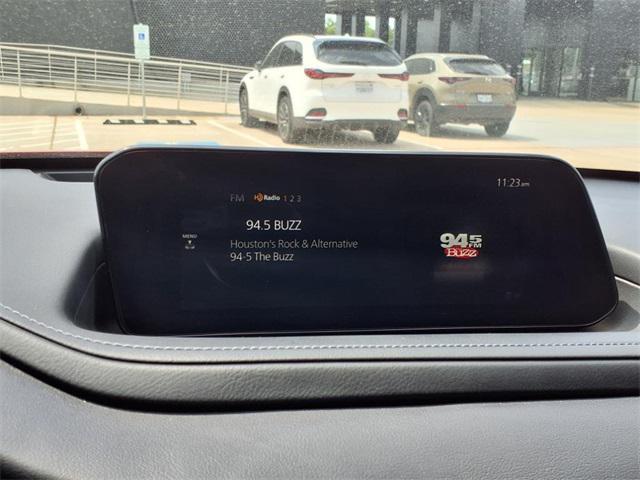 FM HD Radio 1 2 3
11:23am
94.5 BUZZ
MENU
Houston's Rock & Alternative
94-5 The Buzz
94.5 FM
Buzz